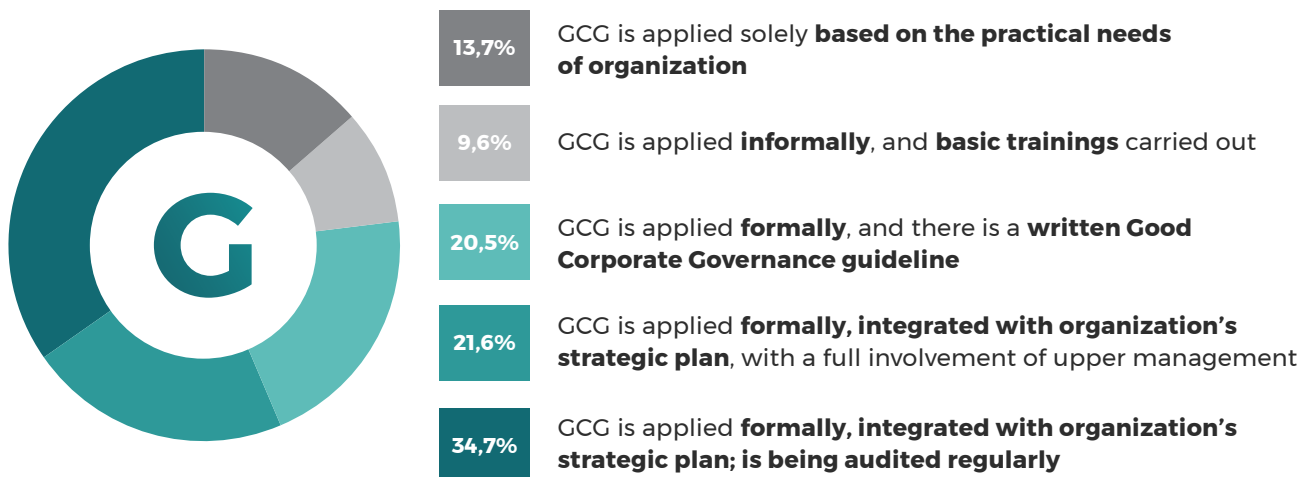 G
13,7%
GCG is applied solely based on the practical needs
of organization
9,6%
GCG is applied informally, and basic trainings carried out
20,5%
GCG is applied formally, and there is a written Good
Corporate Governance guideline
21,6%
GCG is applied formally, integrated with organization’s
strategic plan, with a full involvement of upper management
34,7%
GCG is applied formally, integrated with organization’s
strategic plan; is being audited regularly